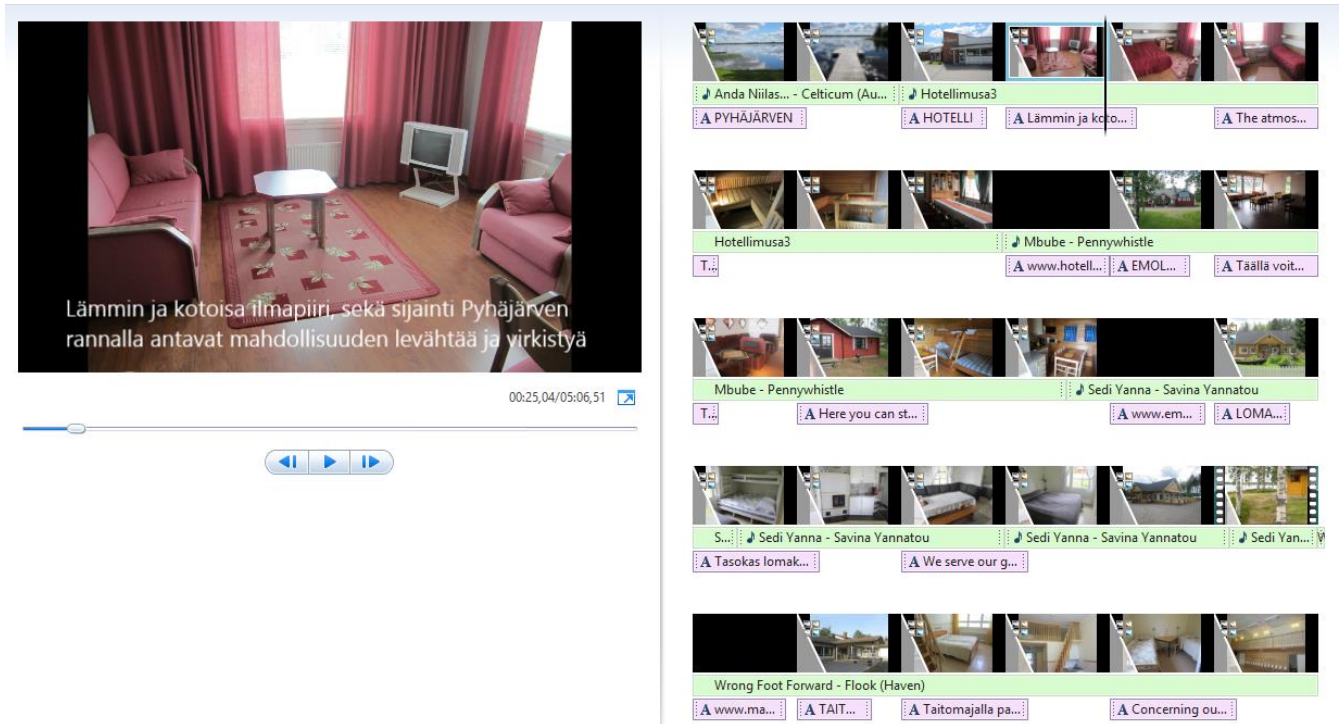 Lämmin ja kotoisa ilmapiiri, sekä sijainti Pyhäjärven
rannalla antavat mahdollisuuden levähtää ja virkistyä
00:25,04/05:06,51
Anda Niilas... - Celticum (Au...
Hotellimusa3
A PYHÄJÄRVEN
A HOTELLI
A Lämmin ja koto...
A The atmos...
Hotellimusa3
Mbube - Pennywhistle
T...
A www.hotell...
A EMOL...
A Täällä voit...
Mbube - Pennywhistle
Sedi Yanna - Savina Yannatou
T...
A Here you can st...
A www.em...
A LOMA...
S...
Sedi Yanna - Savina Yannatou
Sedi Yanna - Savina Yannatou
Sedi Yan...
A Tasokas lomak...
A We serve our g...
Wrong Foot Forward - Flook (Haven)
A www.ma...
A TAIT...
A Taitomajalla pa...
A Concerning ou...